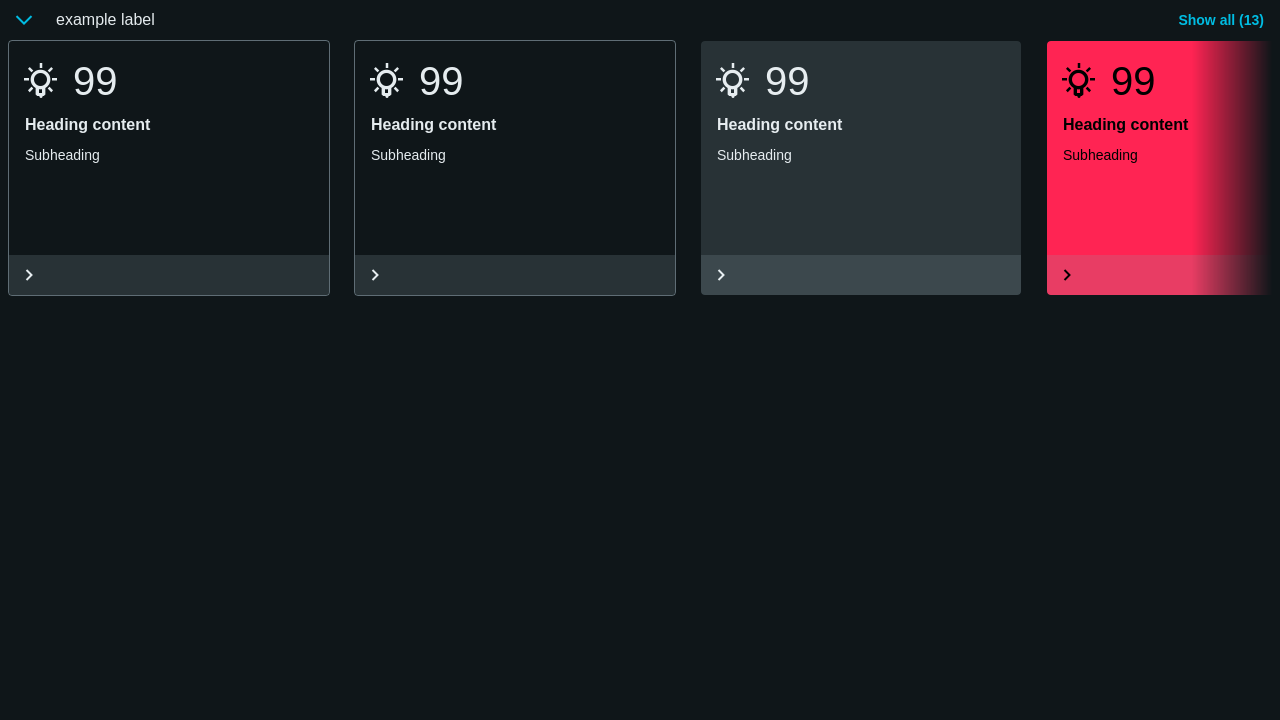 example label
Show all (13)
99
Heading content
Subheading
99
Heading content
Subheading
99
Heading content
Subheading
99
Heading content
Subheading